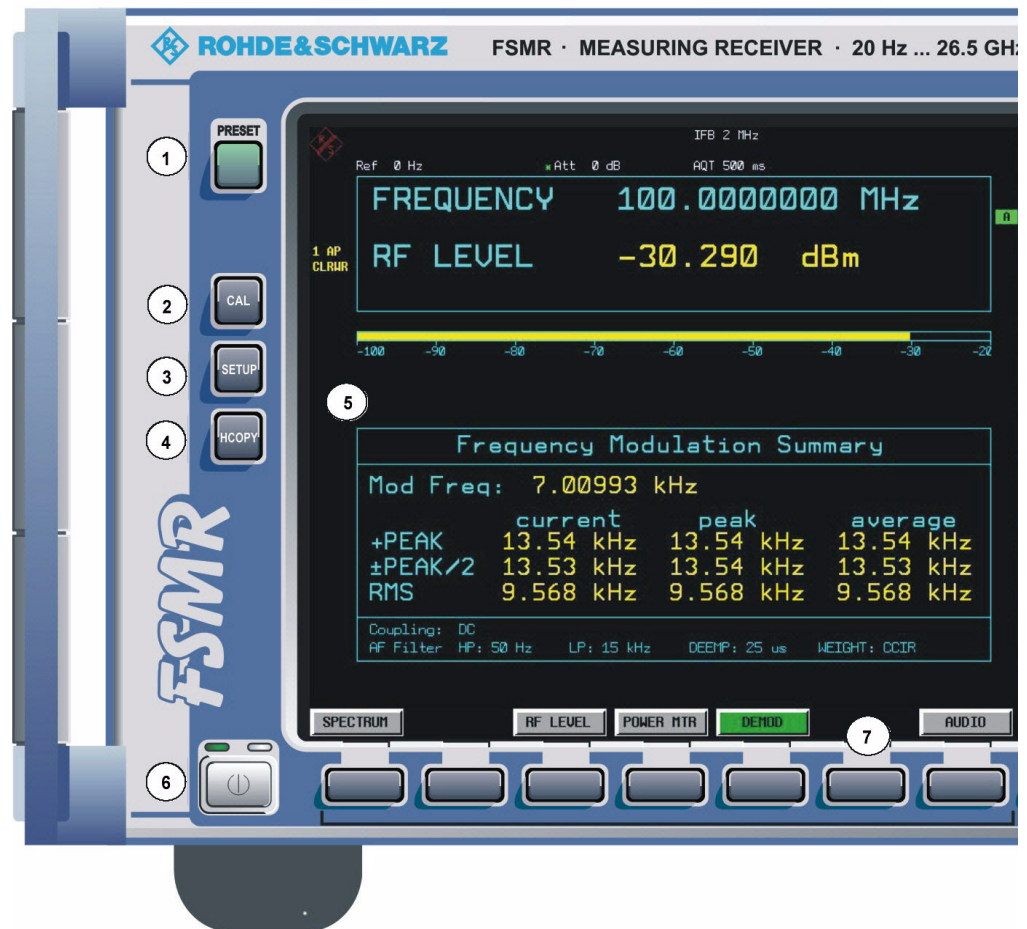 ROHDE&SCHWARZ FSMR · MEASURING RECEIVER · 20 Hz ... 26.5 GHz
PRESET
1
IFB 2 MHz
Ref 0 Hz *Att 0 dB AQT 500 ms
FREQUENCY 100.0000000 MHz
A
1 AP
CLRWR
RF LEVEL -30.290 dBm
CAL
2
-100 -90 -80 -70 -60 -50 -40 -30 -20
SETUP
3
5
HCOPY
4
Frequency Modulation Summary
Mod Freq: 7.00993 kHz
current peak average
+PEAK 13.54 kHz 13.54 kHz 13.54 kHz
±PEAK/2 13.53 kHz 13.54 kHz 13.53 kHz
RMS 9.568 kHz 9.568 kHz 9.568 kHz
Coupling: DC
AF Filter HP: 50 Hz LP: 15 kHz DEEMP: 25 us WEIGHT: CCIR
FSMR
SPECTRUM RF LEVEL POWER MTR DEMOD AUDIO
7
6